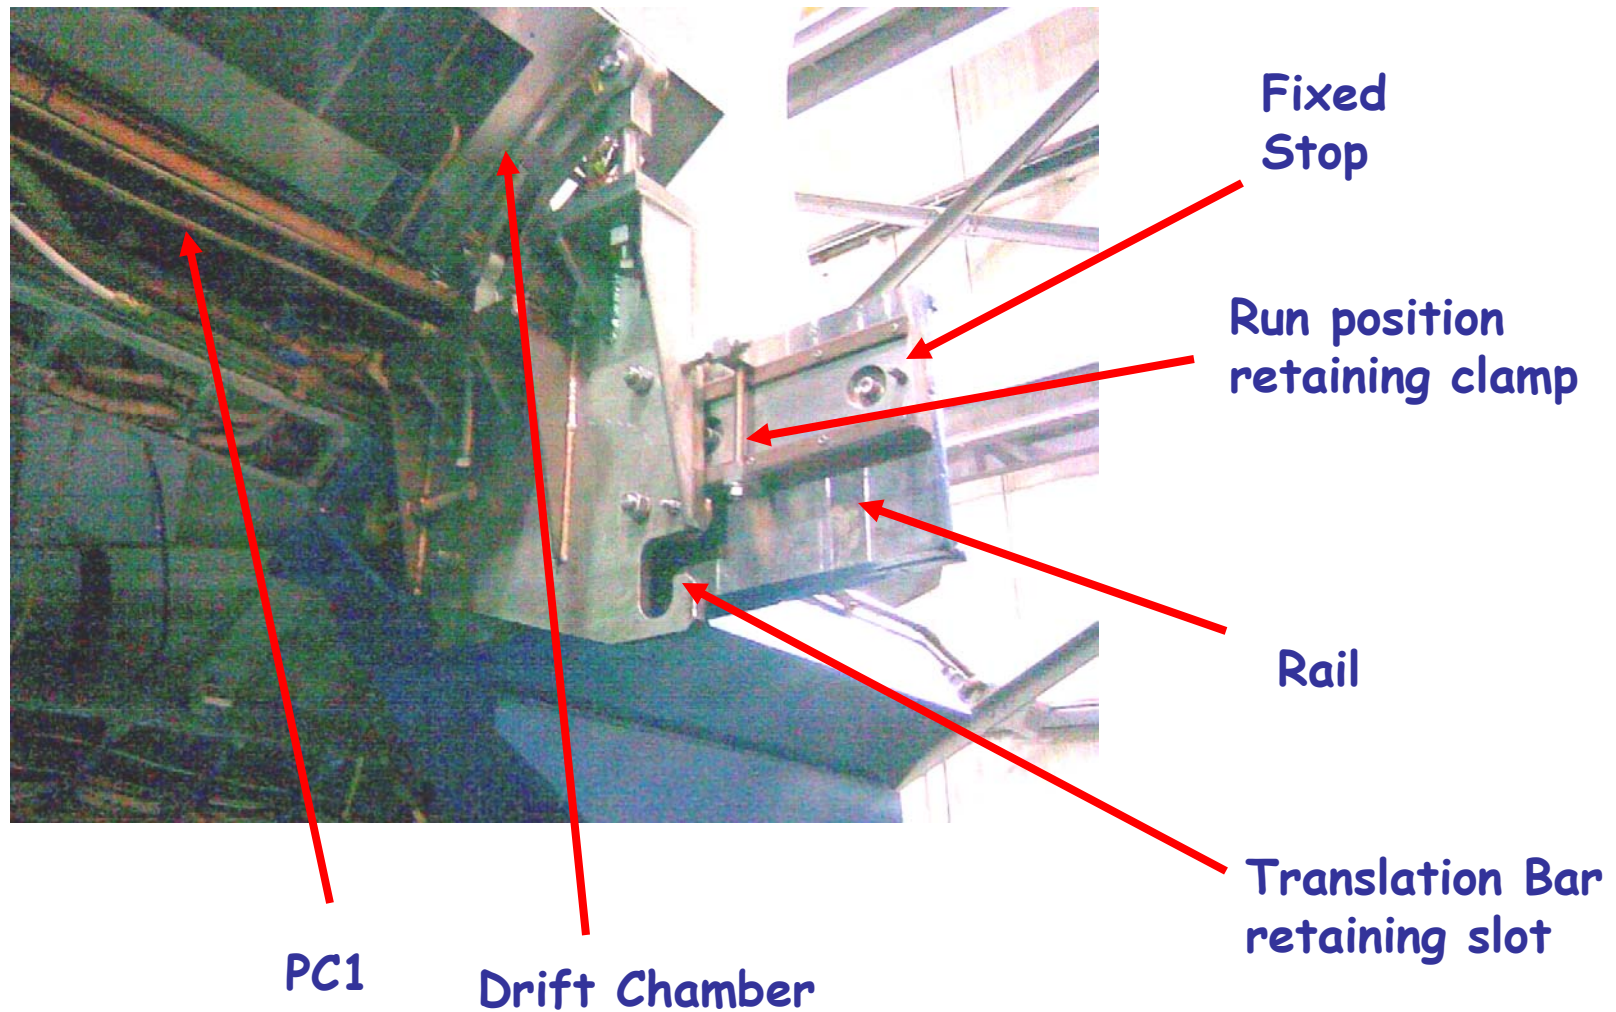 Fixed
Stop
Run position
retaining clamp
Rail
Translation Bar
retaining slot
PC1
Drift Chamber